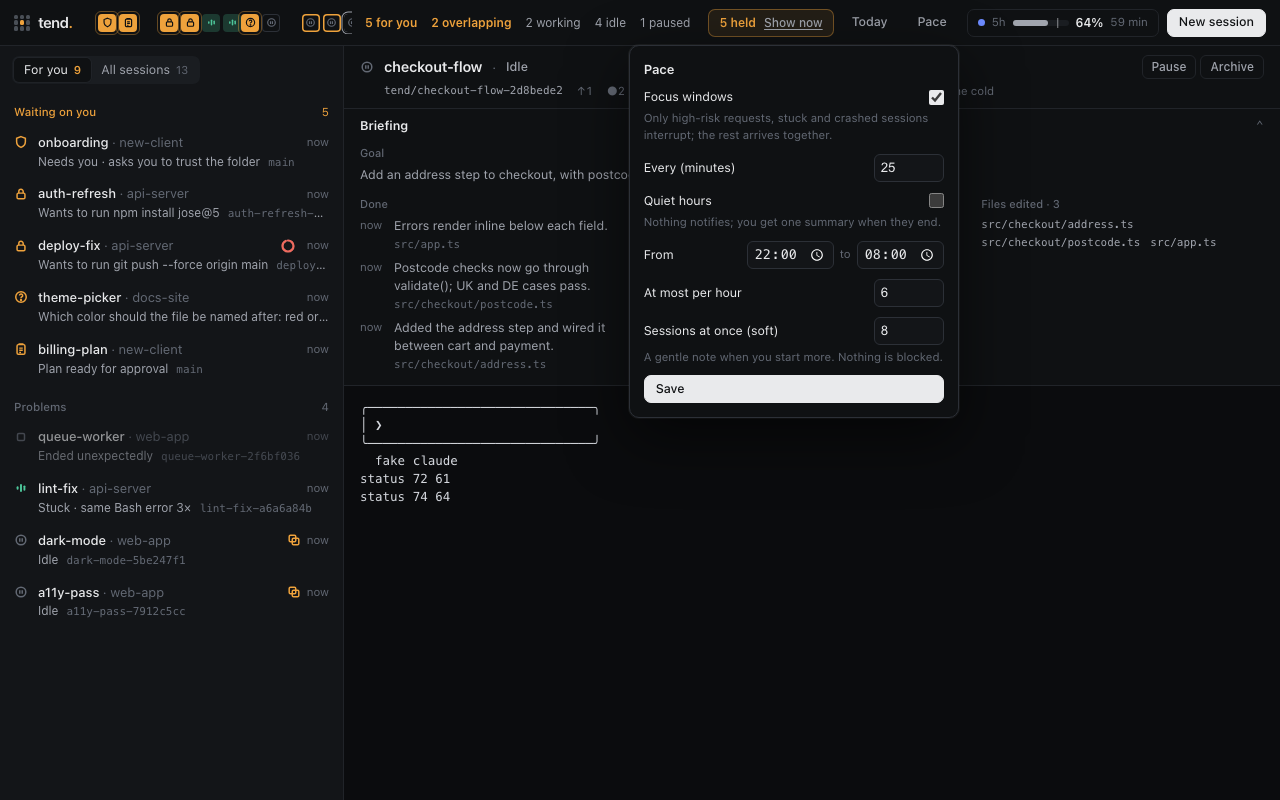 tend.
5 for you 2 overlapping 2 working 4 idle 1 paused
5 held Show now
Today
Pace
5h 64% 59 min
New session
For you 9
All sessions 13
Waiting on you 5
onboarding · new-client now
Needs you · asks you to trust the folder main
auth-refresh · api-server now
Wants to run npm install jose@5 auth-refresh-…
deploy-fix · api-server now
Wants to run git push --force origin main deploy…
theme-picker · docs-site now
Which color should the file be named after: red or…
billing-plan · new-client now
Plan ready for approval main
Problems 4
queue-worker · web-app now
Ended unexpectedly queue-worker-2f6bf036
lint-fix · api-server now
Stuck · same Bash error 3× lint-fix-a6a6a84b
dark-mode · web-app now
Idle dark-mode-5be247f1
a11y-pass · web-app now
Idle a11y-pass-7912c5cc
checkout-flow · Idle
Pause
Archive
tend/checkout-flow-2d8bede2 ↑1 ●2
cold
Briefing
Goal
Add an address step to checkout, with
Done
now Errors render inline below each field.
src/app.ts
now Postcode checks now go through
validate(); UK and DE cases pass.
src/checkout/postcode.ts
now Added the address step and wired it
between cart and payment.
src/checkout/address.ts
Files edited · 3
src/checkout/address.ts
src/checkout/postcode.ts src/app.ts
Pace
Focus windows
Only high-risk requests, stuck and crashed sessions
interrupt; the rest arrives together.
Every (minutes) 25
Quiet hours
Nothing notifies; you get one summary when they end.
From 22:00 to 08:00
At most per hour 6
Sessions at once (soft) 8
A gentle note when you start more. Nothing is blocked.
Save
❯
fake claude
status 72 61
status 74 64